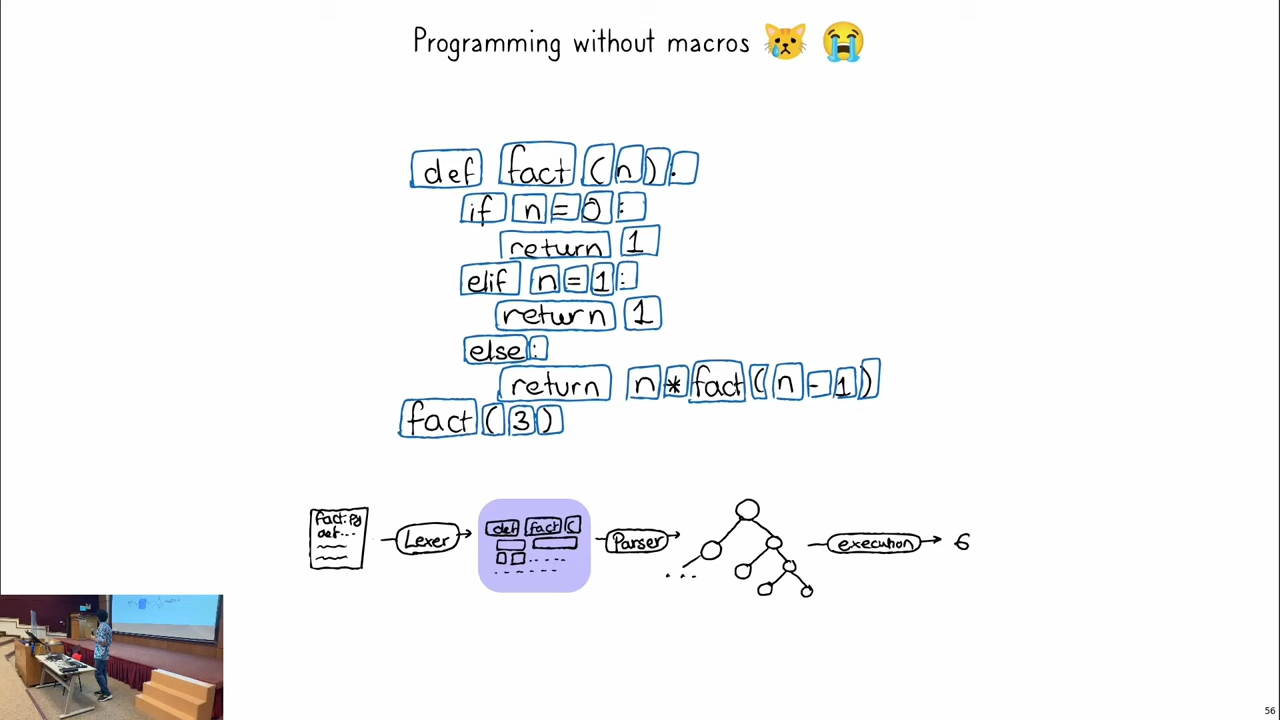 Programming without macros 😿 😭
def fact(n):
if n=0:
return 1
elif n=1:
return 1
else:
return n*fact(n-1)
fact(3)
fact.py
def...
Lexer
def fact (
Parser
execution
6
56